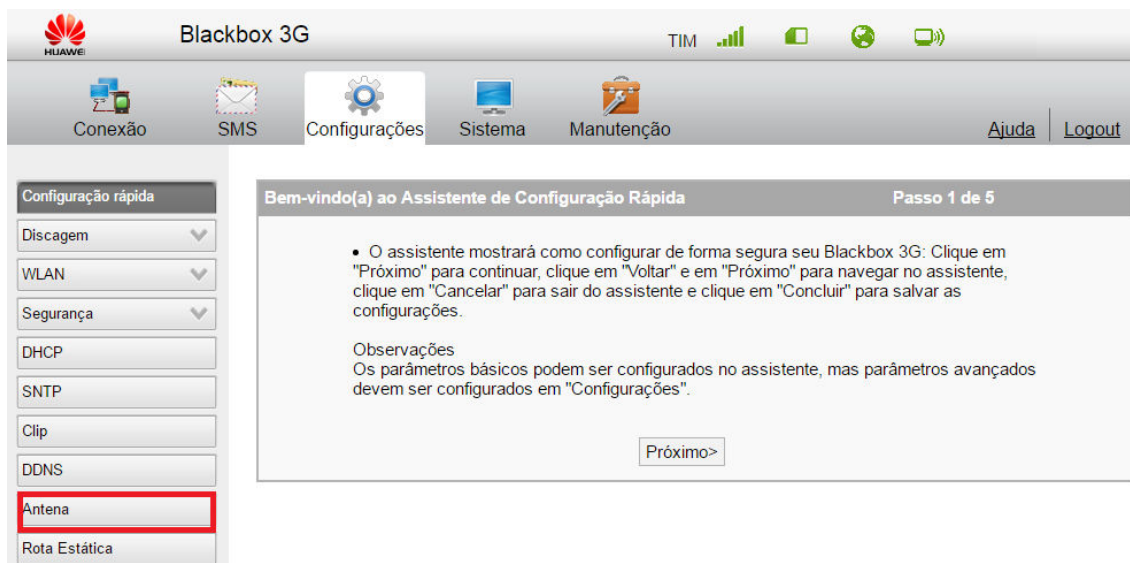 HUAWEI
Blackbox 3G
TIM
Conexão
SMS
Configurações
Sistema
Manutenção
Ajuda
Logout
Configuração rápida
Discagem
WLAN
Segurança
DHCP
SNTP
Clip
DDNS
Antena
Rota Estática
Bem-vindo(a) ao Assistente de Configuração Rápida
Passo 1 de 5
• O assistente mostrará como configurar de forma segura seu Blackbox 3G: Clique em
"Próximo" para continuar, clique em "Voltar" e em "Próximo" para navegar no assistente,
clique em "Cancelar" para sair do assistente e clique em "Concluir" para salvar as
configurações.
Observações
Os parâmetros básicos podem ser configurados no assistente, mas parâmetros avançados
devem ser configurados em "Configurações".
Próximo>